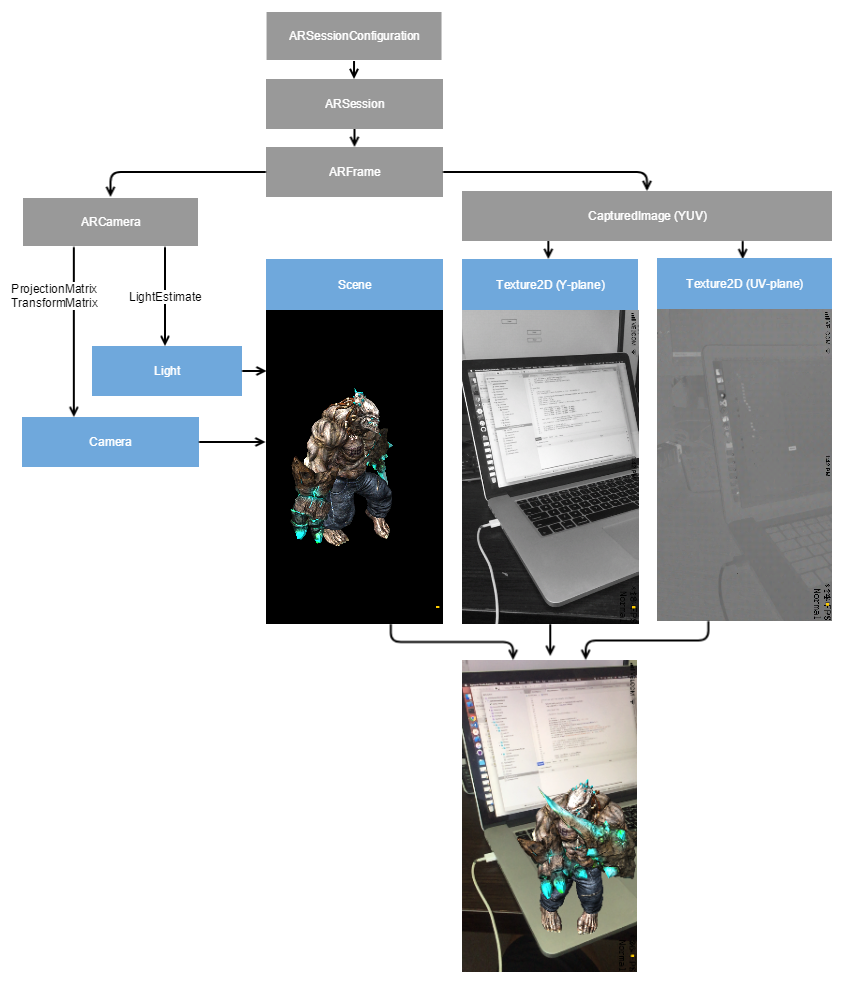 ARSessionConfiguration
ARSession
ARFrame
ARCamera
CapturedImage (YUV)
ProjectionMatrix
TransformMatrix
LightEstimate
Scene
Texture2D (Y-plane)
Texture2D (UV-plane)
Light
Camera
Normal
Normal
Normal